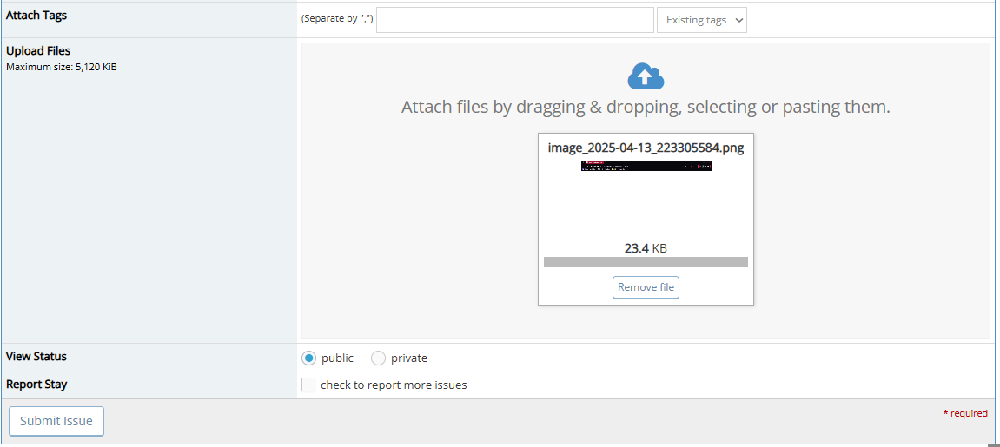 Attach Tags
(Separate by ",")
Existing tags
Upload Files
Maximum size: 5,120 KiB
Attach files by dragging & dropping, selecting or pasting them.
image_2025-04-13_223305584.png
23.4 KB
Remove file
View Status
public
private
Report Stay
check to report more issues
Submit Issue
* required